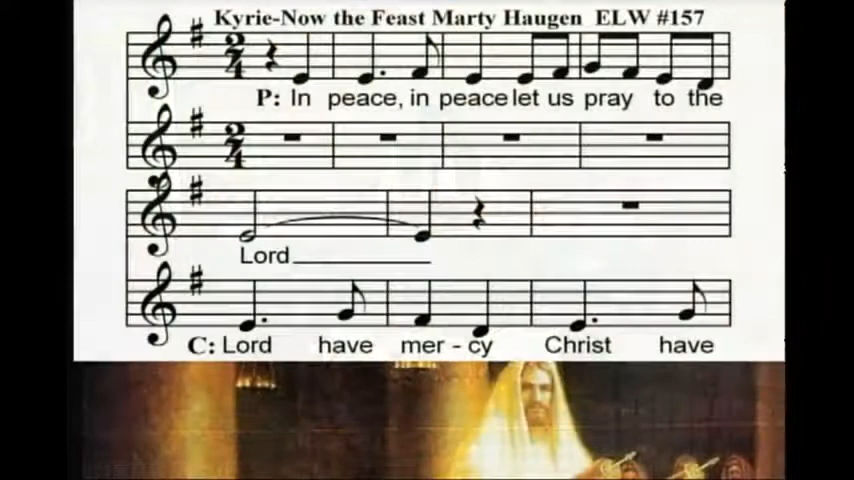 Kyrie-Now the Feast Marty Haugen ELW #157
P: In peace, in peace let us pray to the
Lord
C: Lord have mer - cy Christ have